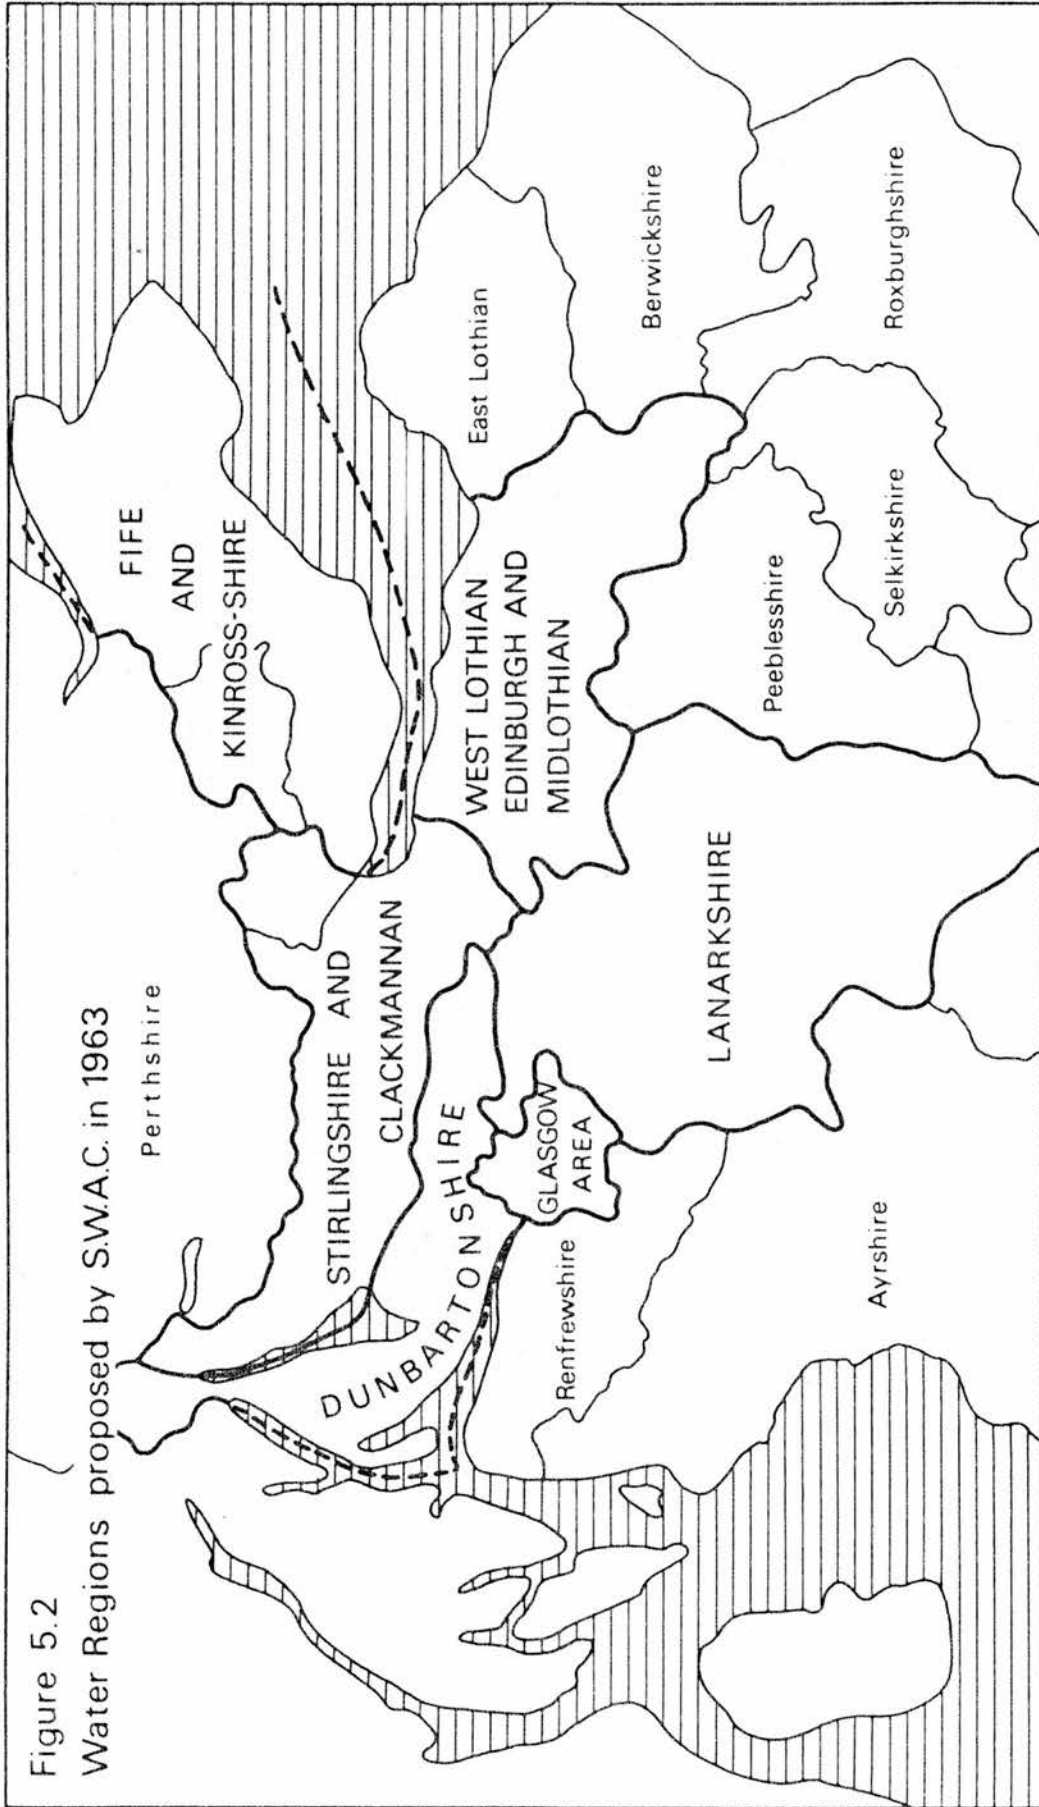 Figure 5.2
Water Regions proposed by S.W.A.C. in 1963
Perthshire
FIFE
AND
KINROSS-SHIRE
STIRLINGSHIRE AND
CLACKMANNAN
DUNBARTONSHIRE
GLASGOW
AREA
WEST LOTHIAN
EDINBURGH AND
MIDLOTHIAN
East Lothian
Berwickshire
Renfrewshire
LANARKSHIRE
Peeblesshire
Selkirkshire
Roxburghshire
Ayrshire